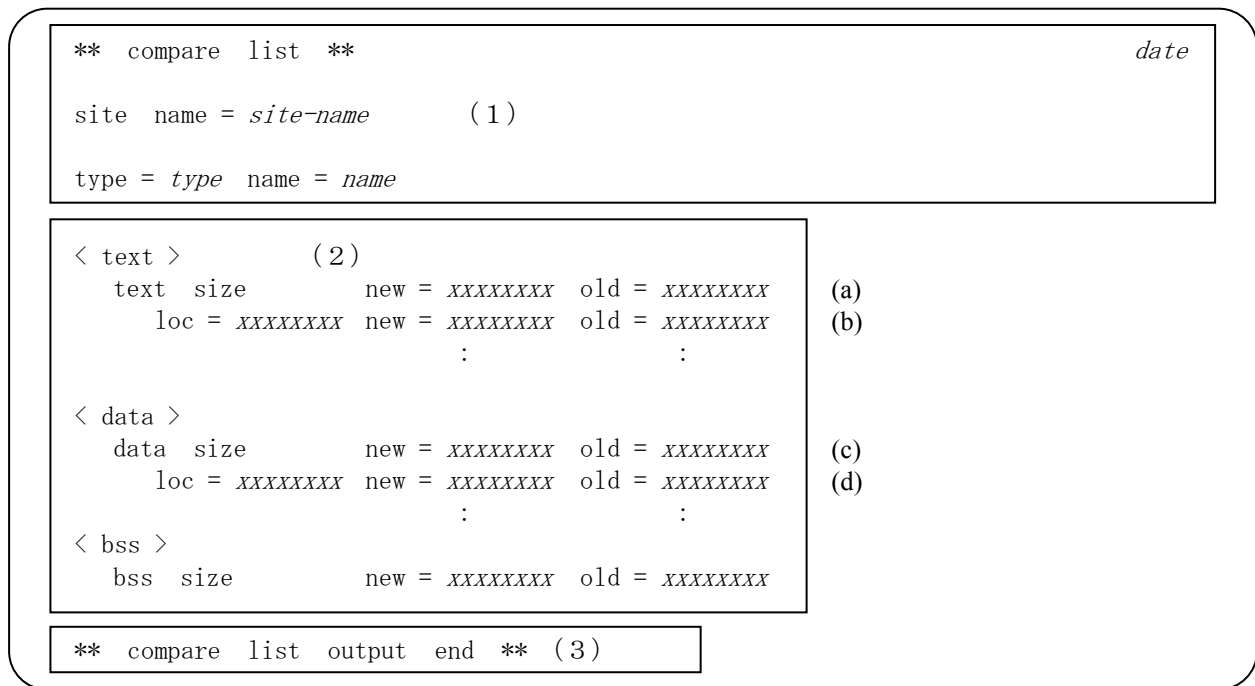 ** compare list ** date
site name = site-name (1)
type = type name = name
< text > (2)
text size new = xxxxxxxx old = xxxxxxxx (a)
loc = xxxxxxxx new = xxxxxxxx old = xxxxxxxx (b)
: :
< data >
data size new = xxxxxxxx old = xxxxxxxx (c)
loc = xxxxxxxx new = xxxxxxxx old = xxxxxxxx (d)
: :
< bss >
bss size new = xxxxxxxx old = xxxxxxxx
** compare list output end ** (3)